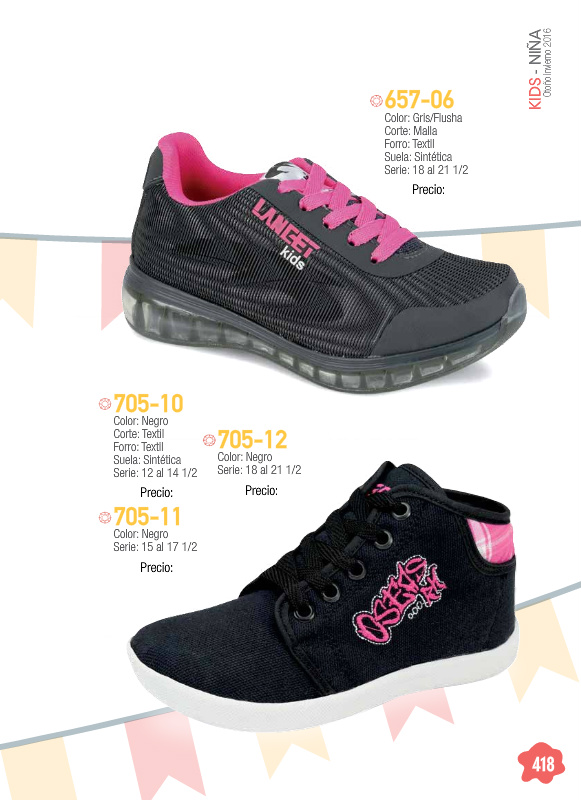 KIDS - NIÑA
Otoño Invierno 2016
657-06
Color: Gris/Fiusha
Corte: Malla
Forro: Textil
Suela: Sintética
Serie: 18 al 21 1/2
Precio:
LANCET
kids
705-10
Color: Negro
Corte: Textil
Forro: Textil
Suela: Sintética
Serie: 12 al 14 1/2
Precio:
705-12
Color: Negro
Serie: 18 al 21 1/2
Precio:
705-11
Color: Negro
Serie: 15 al 17 1/2
Precio:
418